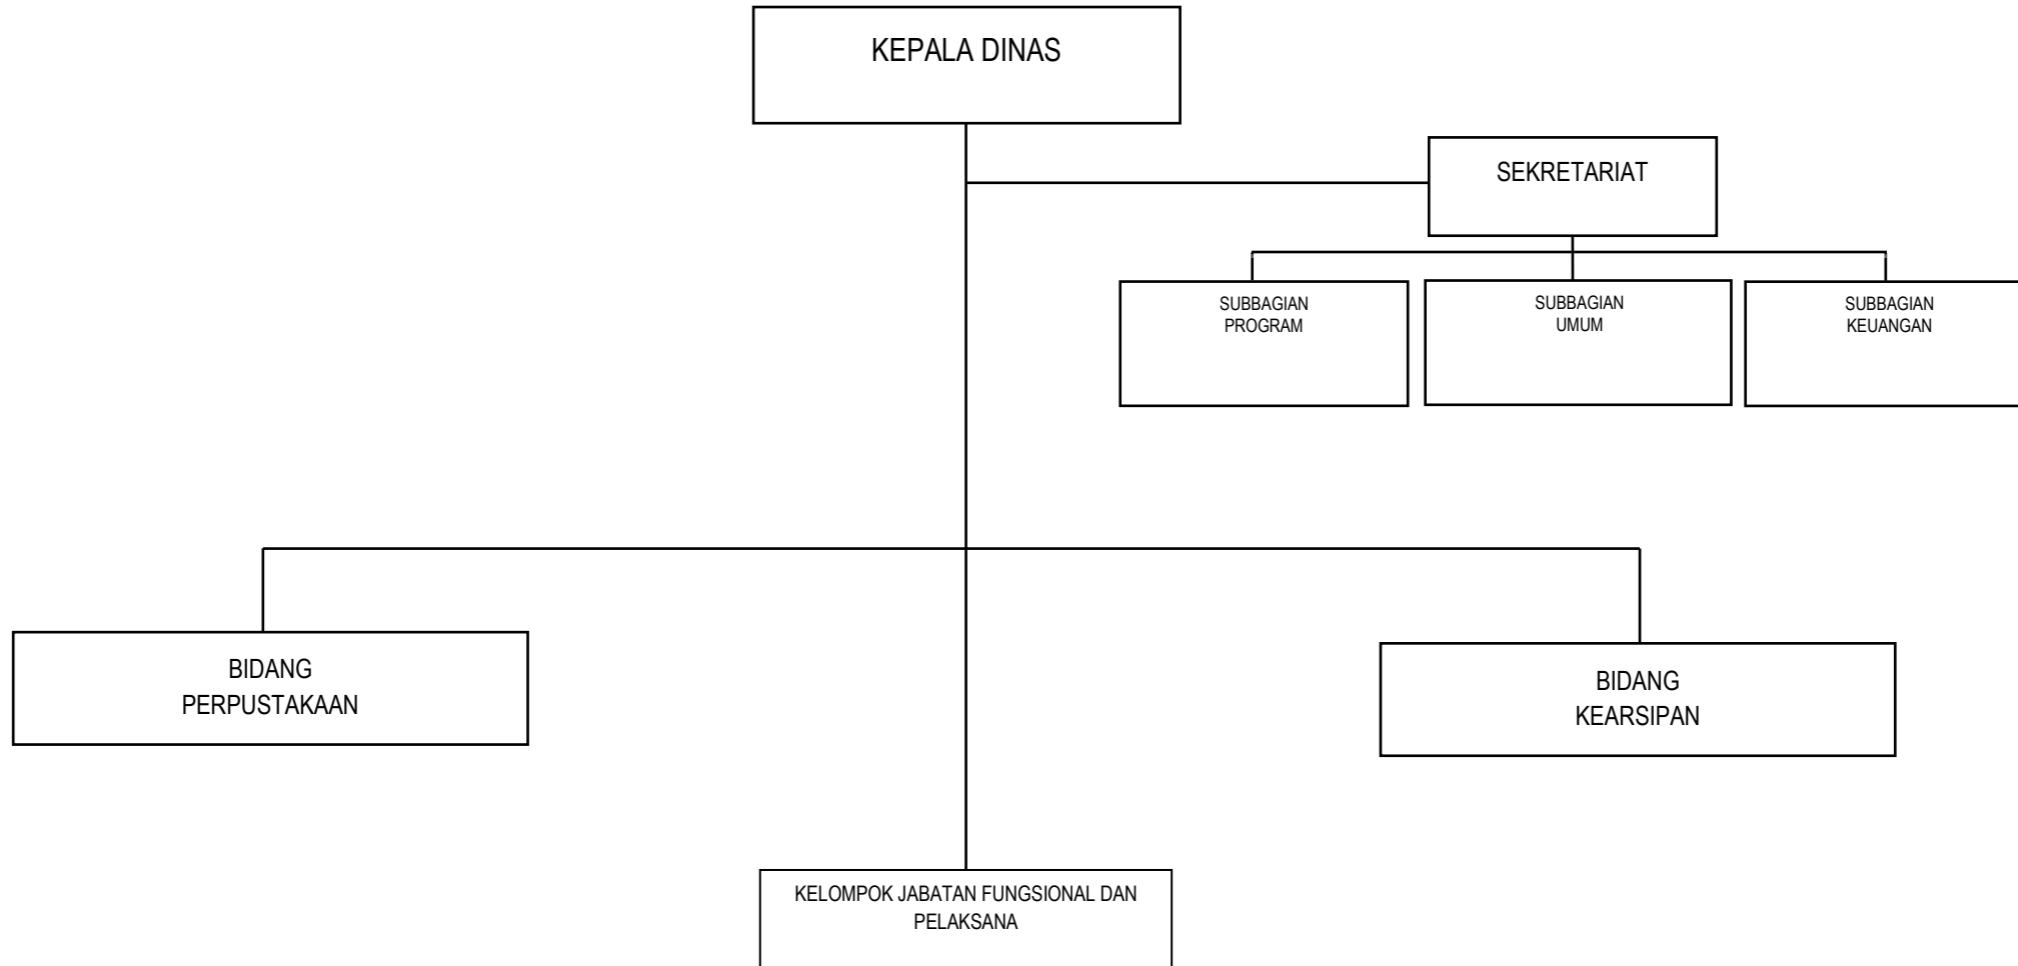 KEPALA DINAS
SEKRETARIAT
SUBBAGIAN
PROGRAM
SUBBAGIAN
UMUM
SUBBAGIAN
KEUANGAN
BIDANG
PERPUSTAKAAN
BIDANG
KEARSIPAN
KELOMPOK JABATAN FUNGSIONAL DAN
PELAKSANA